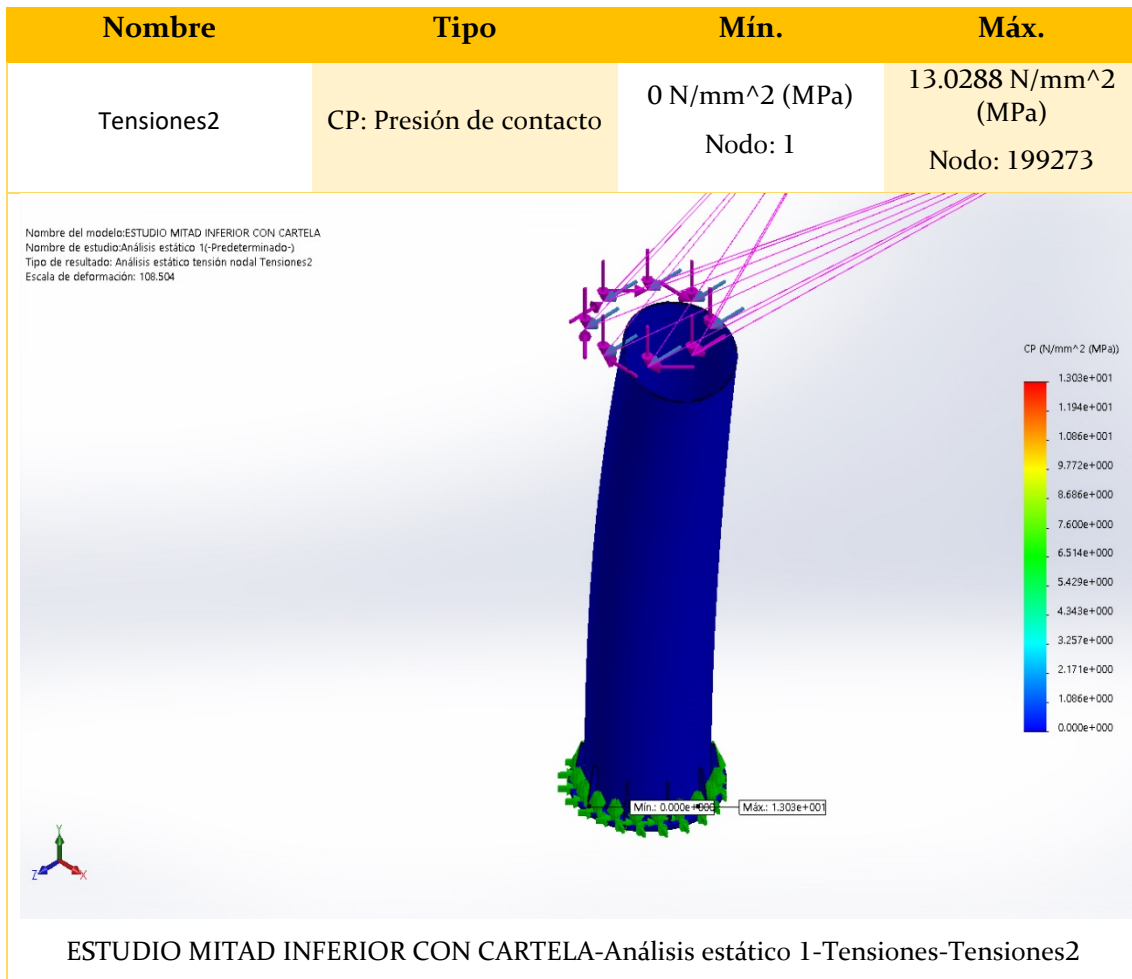 Nombre Tipo Mín. Máx.
Tensiones2 CP: Presión de contacto 0 N/mm^2 (MPa) 13.0288 N/mm^2 (MPa)
Nodo: 1 Nodo: 199273
Nombre del modelo:ESTUDIO MITAD INFERIOR CON CARTELA
Nombre de estudio:Análisis estático 1(-Predeterminado-)
Tipo de resultado: Análisis estático tensión nodal Tensiones2
Escala de deformación: 108.504
CP (N/mm^2 (MPa))
1.303e+001
1.194e+001
1.086e+001
9.772e+000
8.686e+000
7.600e+000
6.514e+000
5.429e+000
4.343e+000
3.257e+000
2.171e+000
1.086e+000
0.000e+000
Mín.: 0.000e+000 Máx.: 1.303e+001
Y
Z X
ESTUDIO MITAD INFERIOR CON CARTELA-Análisis estático 1-Tensiones-Tensiones2